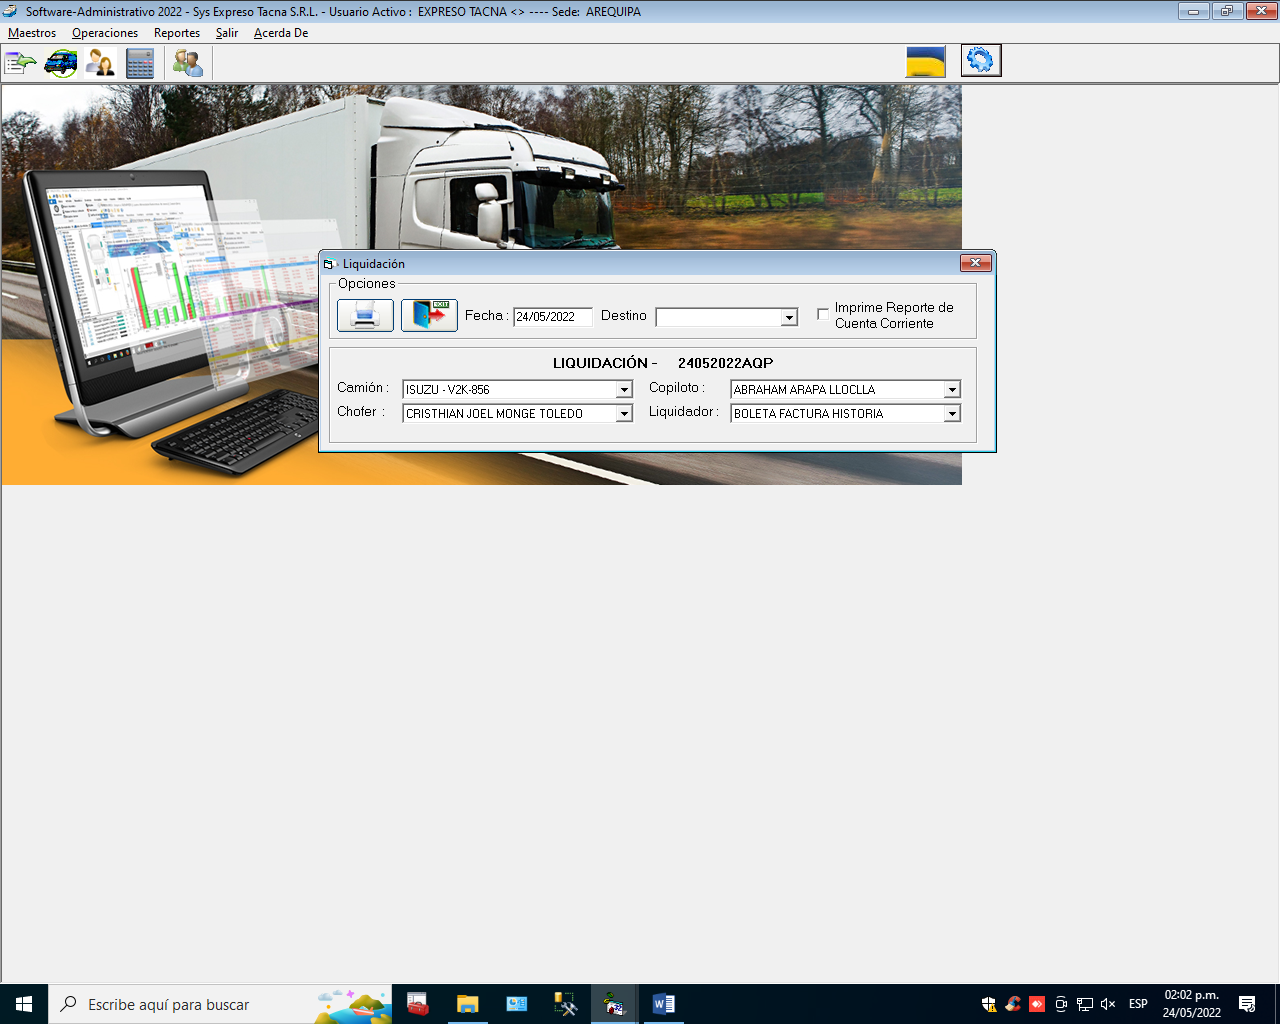 Software-Administrativo 2022 - Sys Expreso Tacna S.R.L. - Usuario Activo : EXPRESO TACNA <> ---- Sede: AREQUIPA
Maestros Operaciones Reportes Salir Acerda De
Liquidación
Opciones
EXIT
Fecha : 24/05/2022 Destino
Imprime Reporte de
Cuenta Corriente
LIQUIDACIÓN - 24052022AQP
Camión : ISUZU - V2K-856 Copiloto : ABRAHAM ARAPA LLOCLLA
Chofer : CRISTHIAN JOEL MONGE TOLEDO Liquidador : BOLETA FACTURA HISTORIA
Escribe aquí para buscar
ESP
02:02 p.m.
24/05/2022